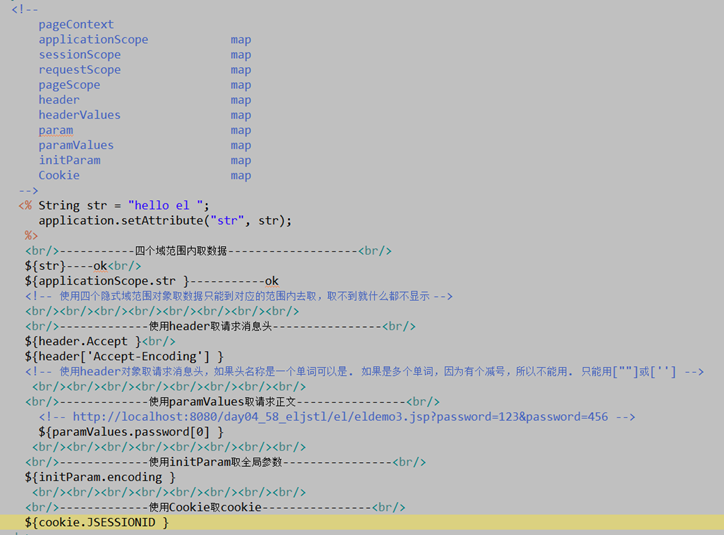 <!--
pageContext
applicationScope map
sessionScope map
requestScope map
pageScope map
header map
headerValues map
param map
paramValues map
initParam map
Cookie map
-->
<% String str = "hello el ";
application.setAttribute("str", str);
%>
<br/>-----------四个域范围内取数据-------------------<br/>
${str}----ok<br/>
${applicationScope.str }-----------ok
<!-- 使用四个隐式域范围对象取数据只能到对应的范围内去取，取不到就什么都不显示 -->
<br/><br/><br/><br/><br/><br/><br/><br/>
<br/>-------------使用header取请求消息头----------------<br/>
${header.Accept }<br/>
${header['Accept-Encoding'] }
<!-- 使用header对象取请求消息头，如果头名称是一个单词可以是. 如果是多个单词，因为有个减号，所以不能用. 只能用[""]或[''] -->
<br/><br/><br/><br/><br/><br/><br/><br/>
<br/>-------------使用paramValues取请求正文----------------<br/>
<!-- http://localhost:8080/day04_58_eljstl/el/eldemo3.jsp?password=123&password=456 -->
${paramValues.password[0] }
<br/><br/><br/><br/><br/><br/><br/><br/>
<br/>-------------使用initParam取全局参数----------------<br/>
${initParam.encoding }
<br/><br/><br/><br/><br/><br/><br/><br/>
<br/>-------------使用Cookie取cookie----------------<br/>
${cookie.JSESSIONID }